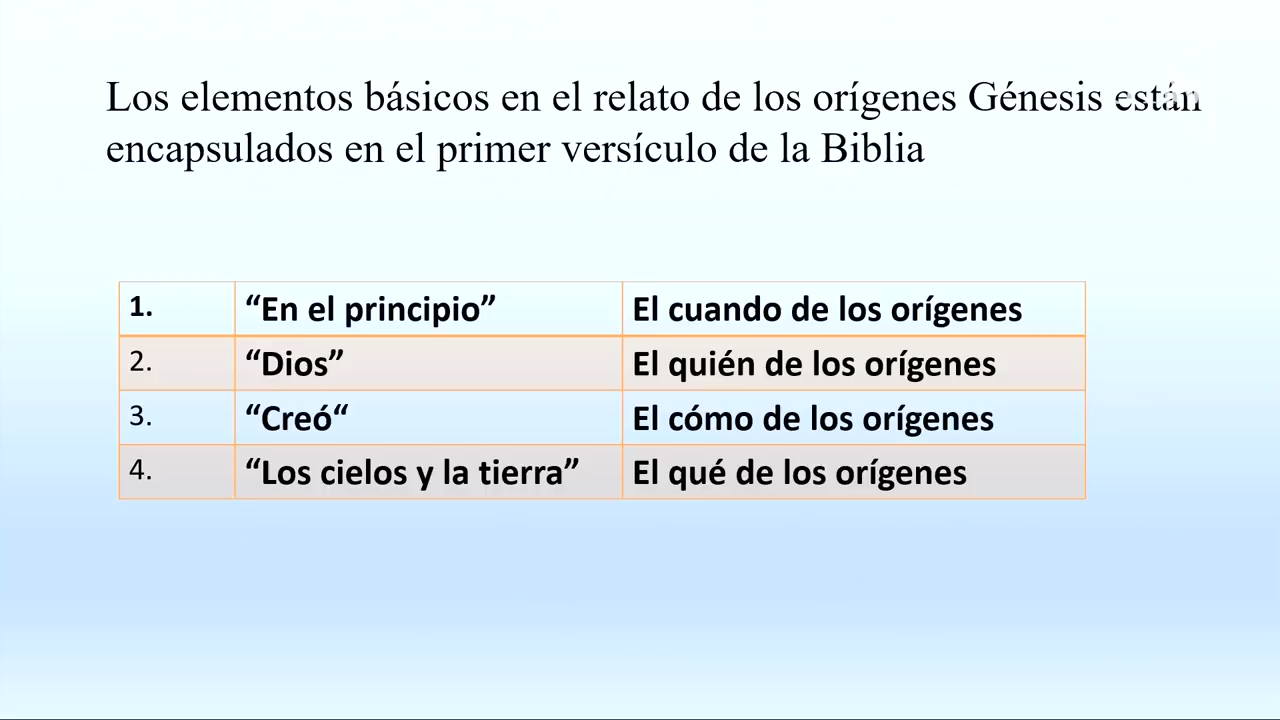 Los elementos básicos en el relato de los orígenes Génesis están
encapsulados en el primer versículo de la Biblia
1. “En el principio” El cuando de los orígenes
2. “Dios” El quién de los orígenes
3. “Creó“ El cómo de los orígenes
4. “Los cielos y la tierra” El qué de los orígenes